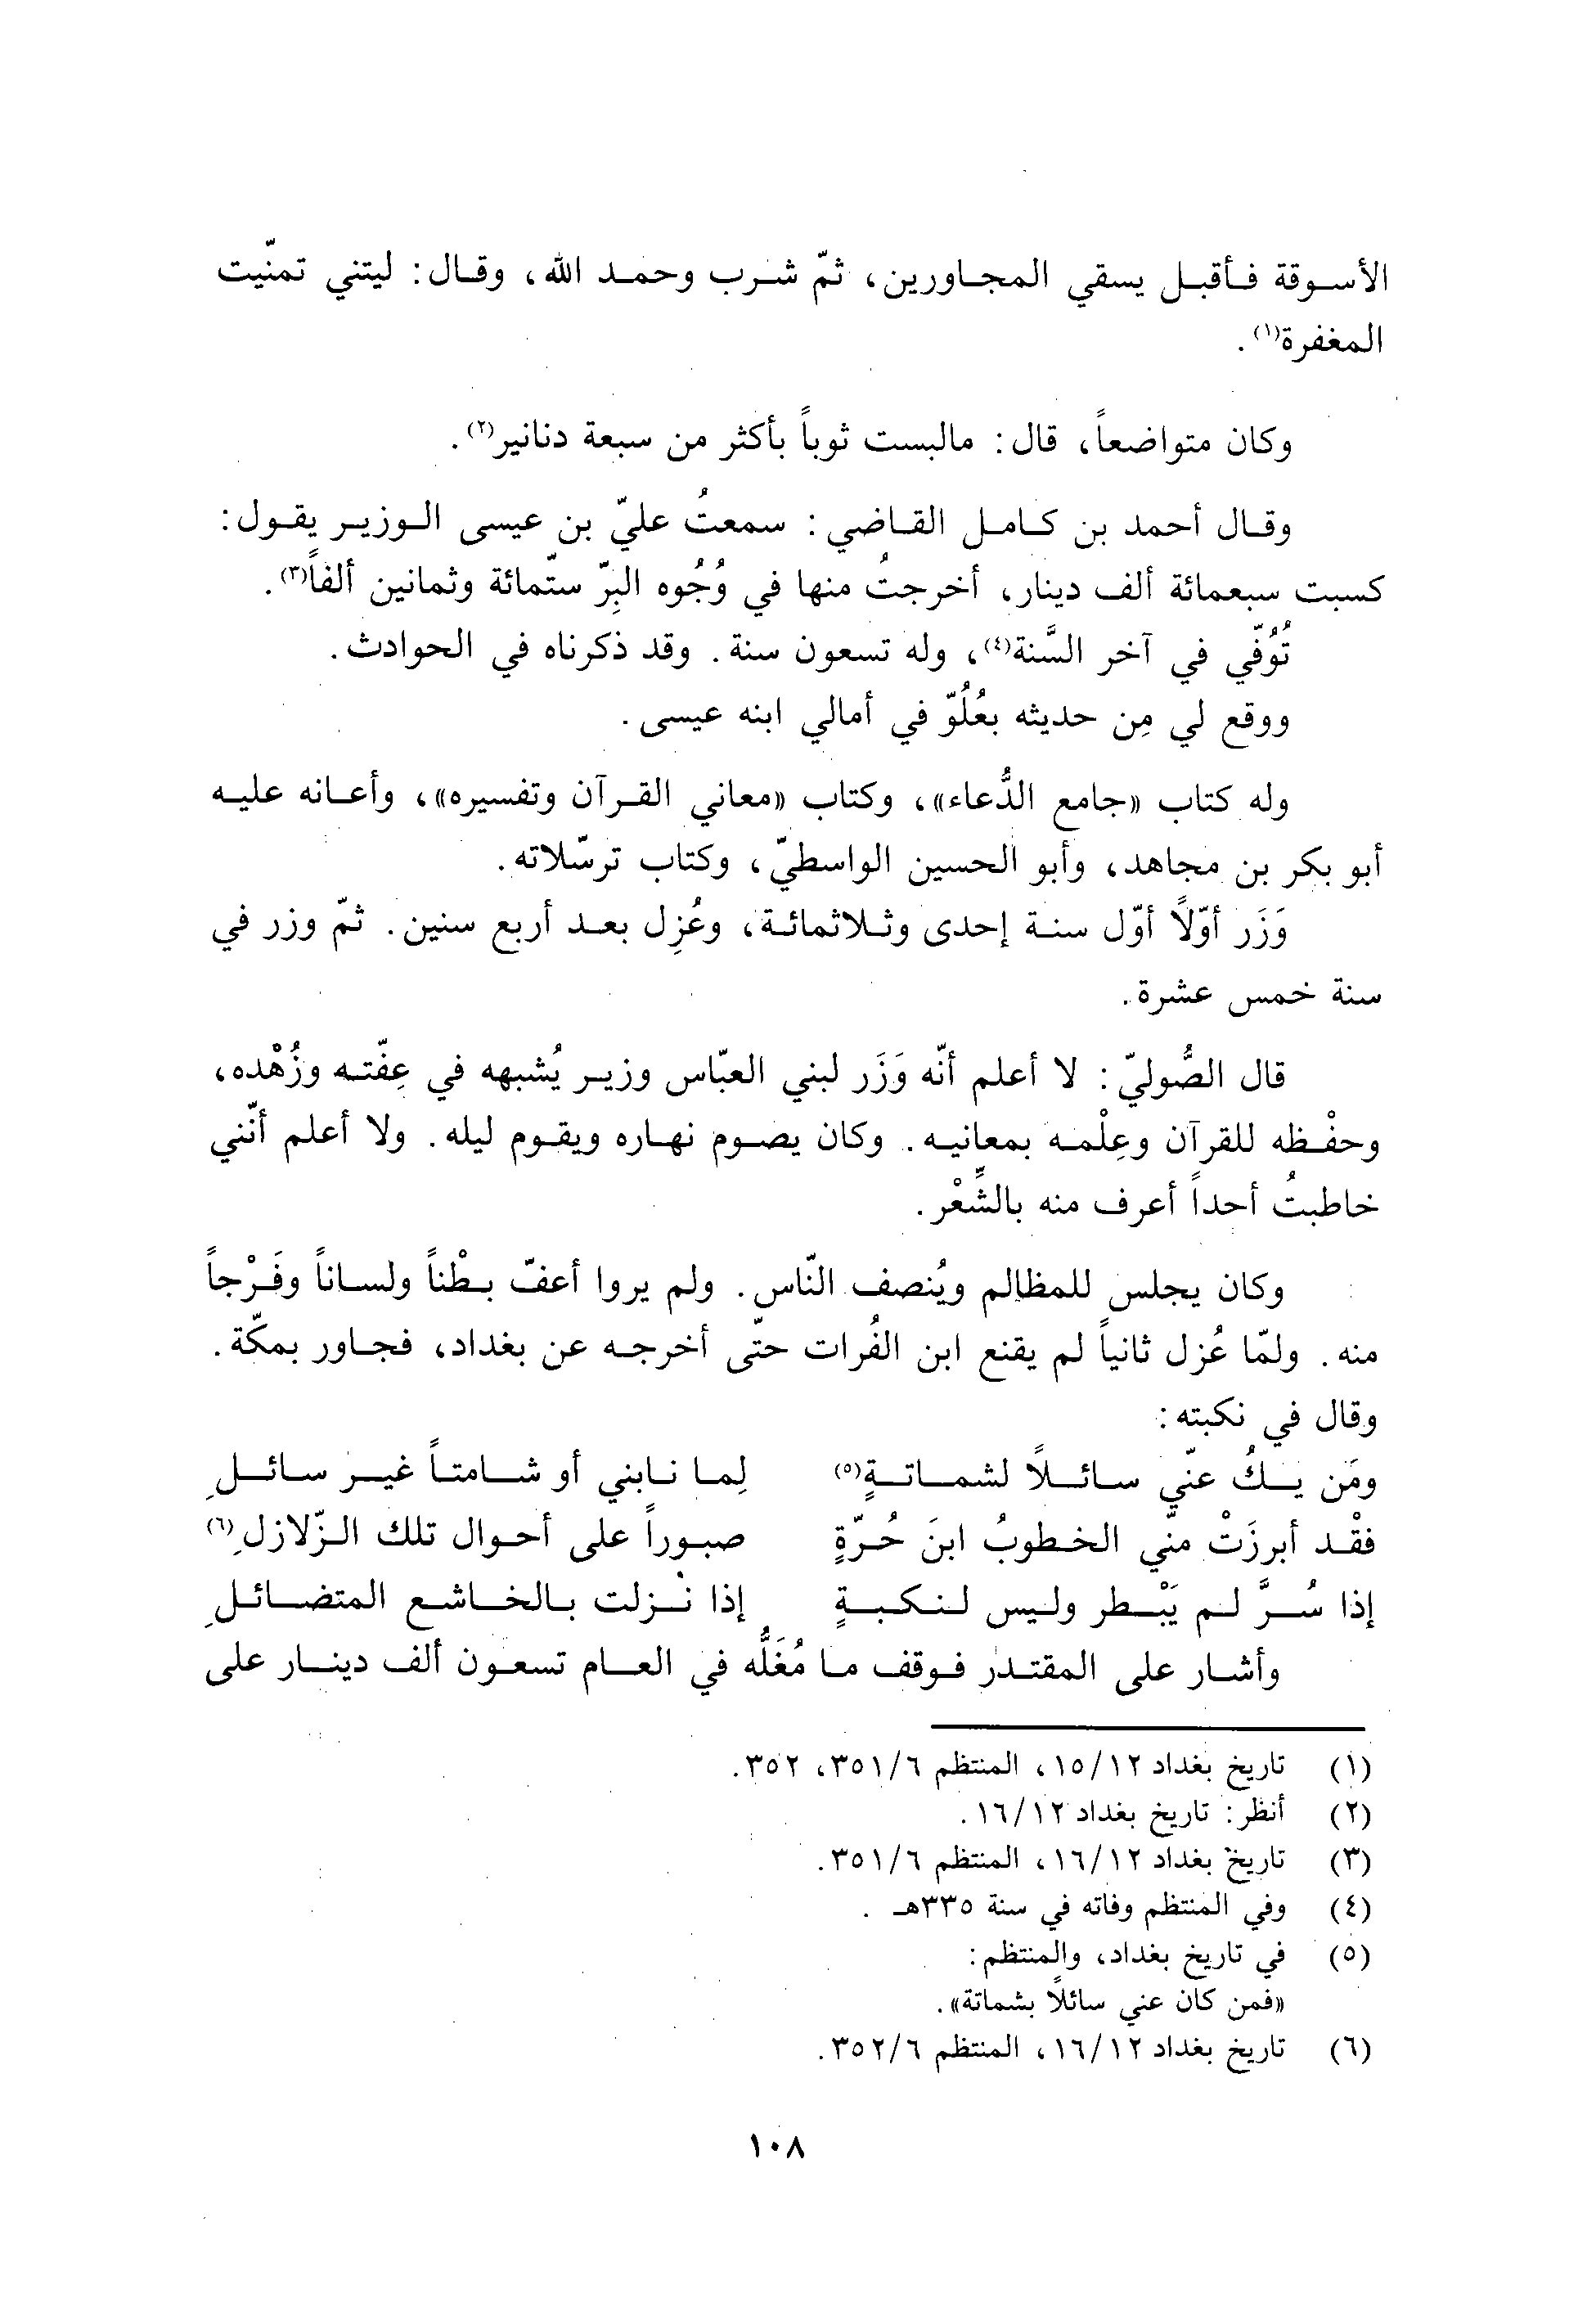 الأسوقة فأقبل يسقي المجاورين، ثمّ شرب وحمد الله، وقال: ليتني تمنّيت
المغفرة(١).
وكان متواضعاً، قال: مالبست ثوباً بأكثر من سبعة دنانير(٢).
وقال أحمد بن كامل القاضي: سمعتُ عليّ بن عيسى الوزير يقول:
كسبت سبعمائة ألف دينار، أخرجتُ منها في وُجُوه البِرّ ستّمائة وثمانين ألفاً(٣).
تُوُفّي في آخر السَّنة(٤)، وله تسعون سنة. وقد ذكرناه في الحوادث.
ووقع لي مِن حديثه بعُلُوّ في أمالي ابنه عيسى.
وله كتاب «جامع الدُّعاء»، وكتاب «معاني القرآن وتفسيره»، وأعانه عليه
أبو بكر بن مجاهد، وأبو الحسين الواسطيّ، وكتاب ترسّلاته.
وَزَر أوّلاً أوّل سنة إحدى وثلاثمائة، وعُزِل بعد أربع سنين. ثمّ وزر في
سنة خمس عشرة.
قال الصُّوليّ: لا أعلم أنّه وَزَر لبني العبّاس وزير يُشبهه في عِفّته وزُهْده،
وحفْظه للقرآن وعِلْمه بمعانيه. وكان يصوم نهاره ويقوم ليله. ولا أعلم أنّني
خاطبتُ أحداً أعرف منه بالشِّعْر.
وكان يجلس للمظالم ويُنصف النّاس. ولم يروا أعفّ بطْناً ولساناً وفَرْجاً
منه. ولمّا عُزل ثانياً لم يقنع ابن الفُرات حتّى أخرجه عن بغداد، فجاور بمكّة.
وقال في نكبته:
ومَن يكُ عنّي سائلاً لشماتةٍ(٥) لِما نابني أو شامتاً غير سائلِ
فقْد أبرزَتْ منّي الخطوبُ ابنَ حُرّةٍ صبوراً على أحوال تلك الزّلازلِ(٦)
إذا سُرَّ لم يَبْطر وليس لنكبةٍ إذا نزلت بالخاشع المتضائلِ
وأشار على المقتدر فوقف ما مُغَلُّه في العام تسعون ألف دينار على
(١) تاريخ بغداد ١٥/١٢، المنتظم ٣٥١/٦، ٣٥٢.
(٢) أنظر: تاريخ بغداد ١٦/١٢.
(٣) تاريخ بغداد ١٦/١٢، المنتظم ٣٥١/٦.
(٤) وفي المنتظم وفاته في سنة ٣٣٥هـ .
(٥) في تاريخ بغداد، والمنتظم:
«فمن كان عني سائلاً بشماتة».
(٦) تاريخ بغداد ١٦/١٢، المنتظم ٣٥٢/٦.
١٠٨